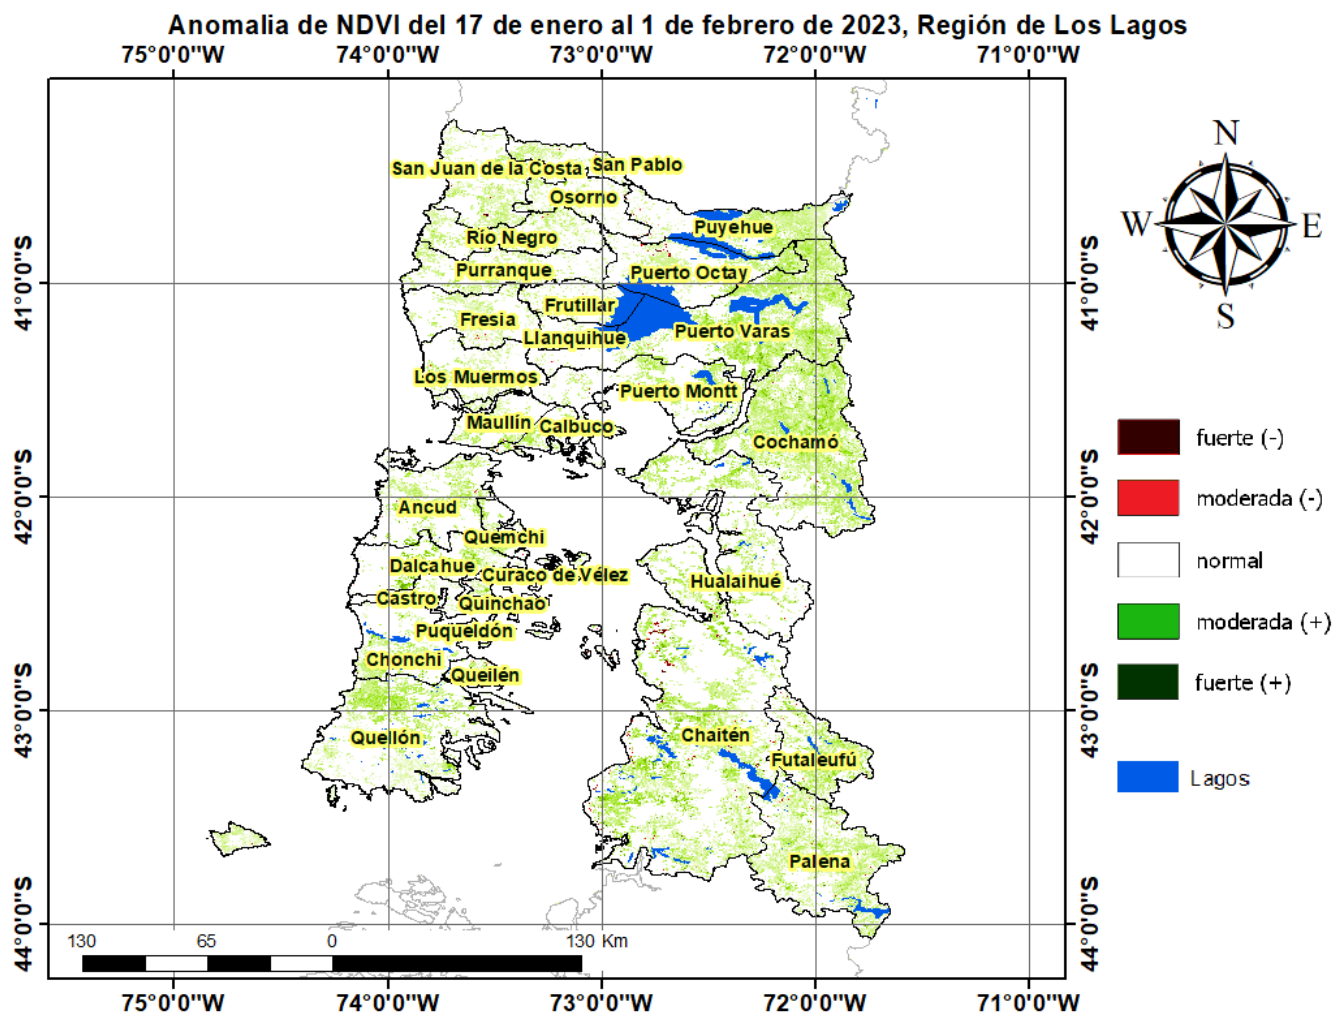 Anomalia de NDVI del 17 de enero al 1 de febrero de 2023, Región de Los Lagos
75°0'0"W 74°0'0"W 73°0'0"W 72°0'0"W 71°0'0"W
N
W E
S
San Juan de la Costa San Pablo
Osorno
Puyehue
Río Negro
Purranque Puerto Octay
41°0'0"S 41°0'0"S
Frutillar
Fresia
Puerto Varas
Llanquihue
Los Muermos
Puerto Montt
Maullín Calbuco
Cochamó
42°0'0"S 42°0'0"S
Ancud
Quemchi
Dalcahue
Curaco de Vélez
Hualaihué
Castro Quinchao
Puqueldón
Chonchi
Queilén
43°0'0"S 43°0'0"S
Quellón
Chaitén
Futaleufú
Palena
44°0'0"S 44°0'0"S
fuerte (-)
moderada (-)
normal
moderada (+)
fuerte (+)
Lagos
130 65 0 130 Km
75°0'0"W 74°0'0"W 73°0'0"W 72°0'0"W 71°0'0"W